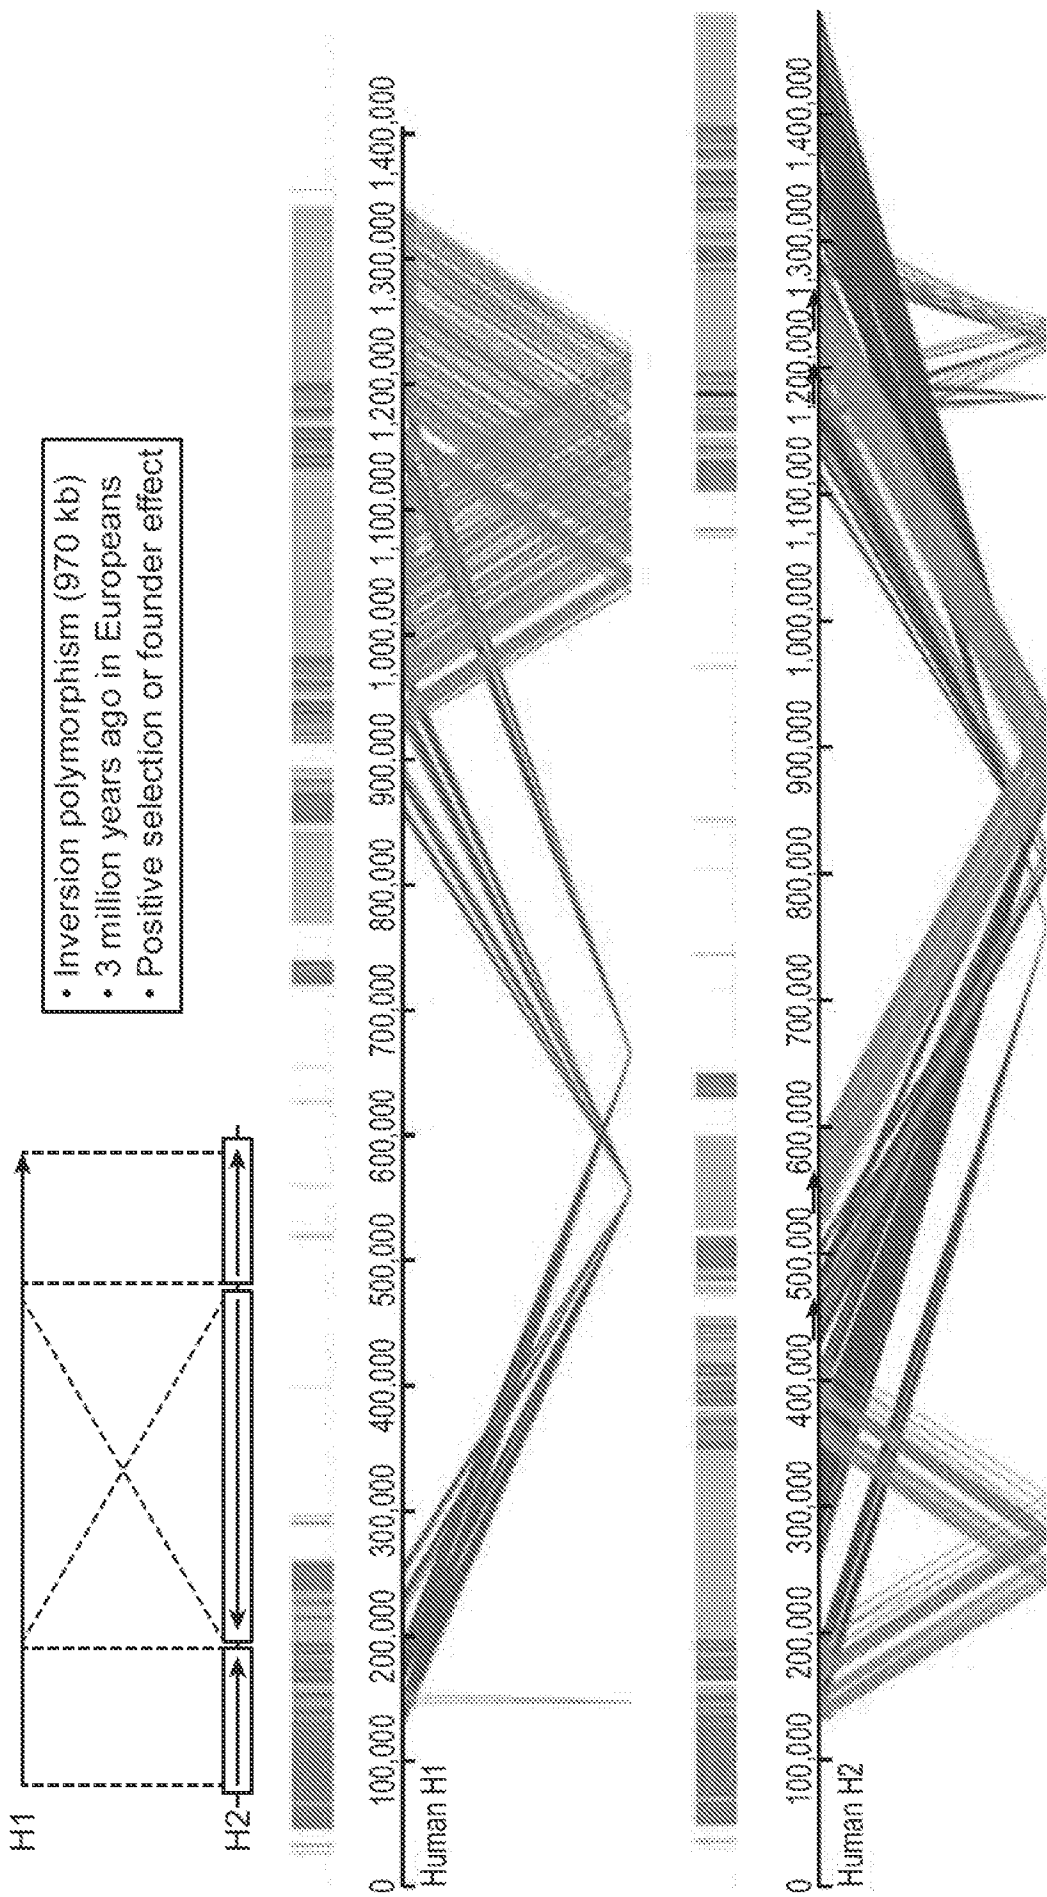 H1
H2
• Inversion polymorphism (970 kb)
• 3 million years ago in Europeans
• Positive selection or founder effect
0 100,000 200,000 300,000 400,000 500,000 600,000 700,000 800,000 900,000 1,000,000 1,100,000 1,200,000 1,300,000 1,400,000
Human H1
0 100,000 200,000 300,000 400,000 500,000 600,000 700,000 800,000 900,000 1,000,000 1,100,000 1,200,000 1,300,000 1,400,000
Human H2